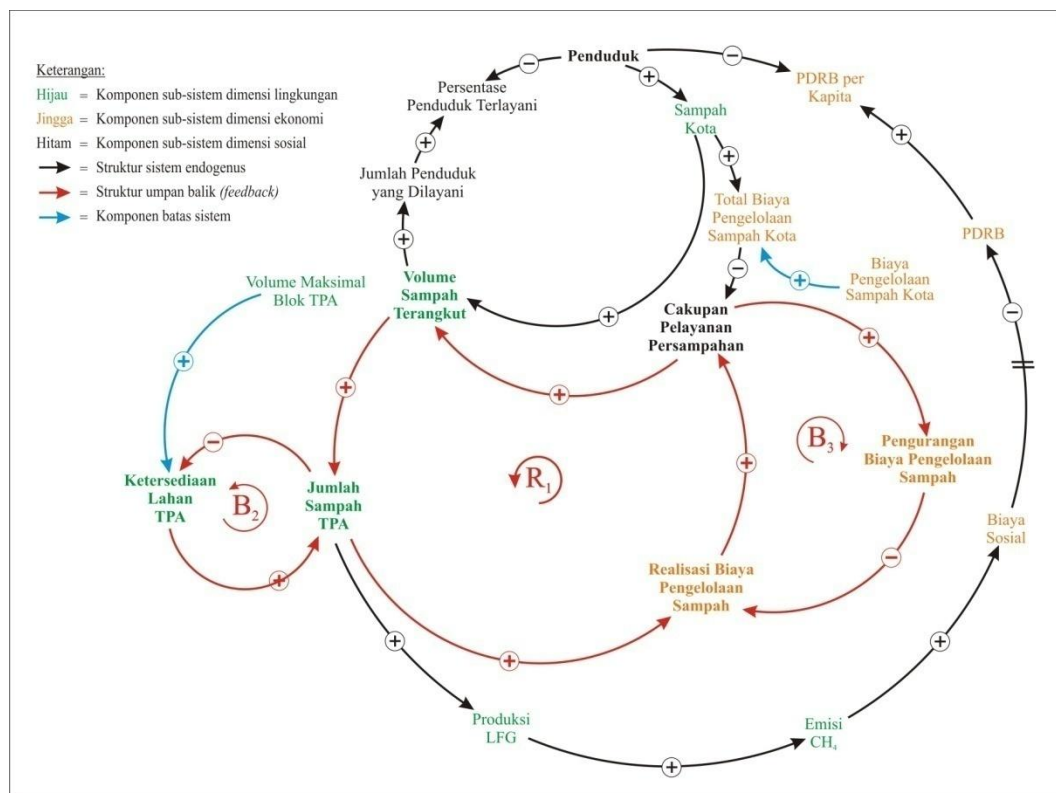 Keterangan:
Hijau = Komponen sub-sistem dimensi lingkungan
Jingga = Komponen sub-sistem dimensi ekonomi
Hitam = Komponen sub-sistem dimensi sosial
= Struktur sistem endogenus
= Struktur umpan balik (feedback)
= Komponen batas sistem
Penduduk
−
+
−
Persentase
Penduduk Terlayani
PDRB per
Kapita
Sampah
Kota
+
+
+
Jumlah Penduduk
yang Dilayani
Total Biaya
Pengelolaan
Sampah Kota
PDRB
+
−
+
Biaya
Pengelolaan
Sampah Kota
Volume Maksimal
Blok TPA
Volume
Sampah
Terangkut
Cakupan
Pelayanan
Persampahan
−
+
+
+
+
+
−
Ketersediaan
Lahan
TPA
B2
Jumlah
Sampah
TPA
R1
B3
+
Pengurangan
Biaya Pengelolaan
Sampah
Biaya
Sosial
−
+
Realisasi Biaya
Pengelolaan
Sampah
+
+
+
Produksi
LFG
Emisi
CH4
+